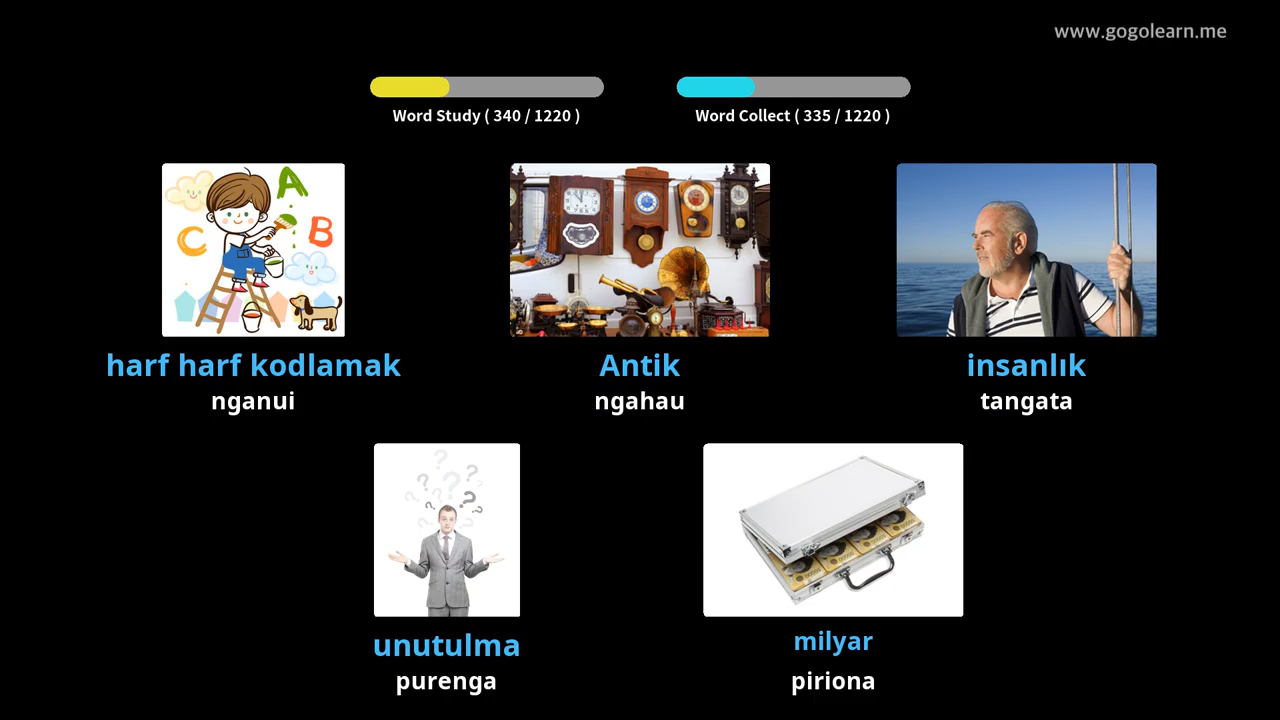 www.gogolearn.me
Word Study ( 340 / 1220 )
Word Collect ( 335 / 1220 )
A
B
C
harf harf kodlamak
nganui
Antik
ngahau
insanlık
tangata
unutulma
purenga
milyar
piriona